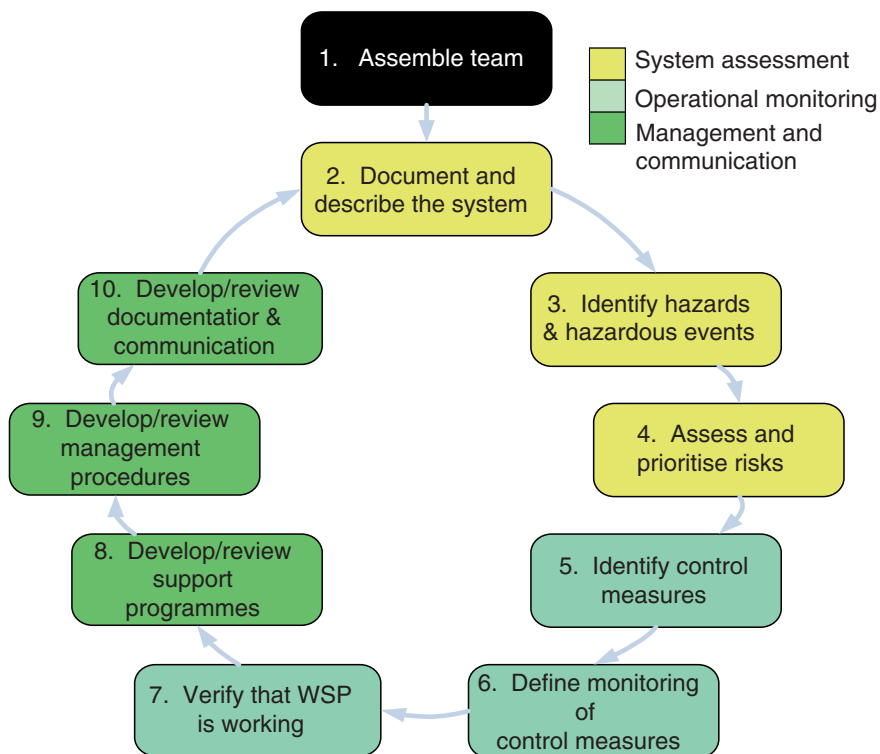 1. Assemble team
System assessment
Operational monitoring
Management and
communication
2. Document and
describe the system
3. Identify hazards
& hazardous events
4. Assess and
prioritise risks
5. Identify control
measures
6. Define monitoring
of
control measures
7. Verify that WSP
is working
8. Develop/review
support
programmes
9. Develop/review
management
procedures
10. Develop/review
documentatior &
communication